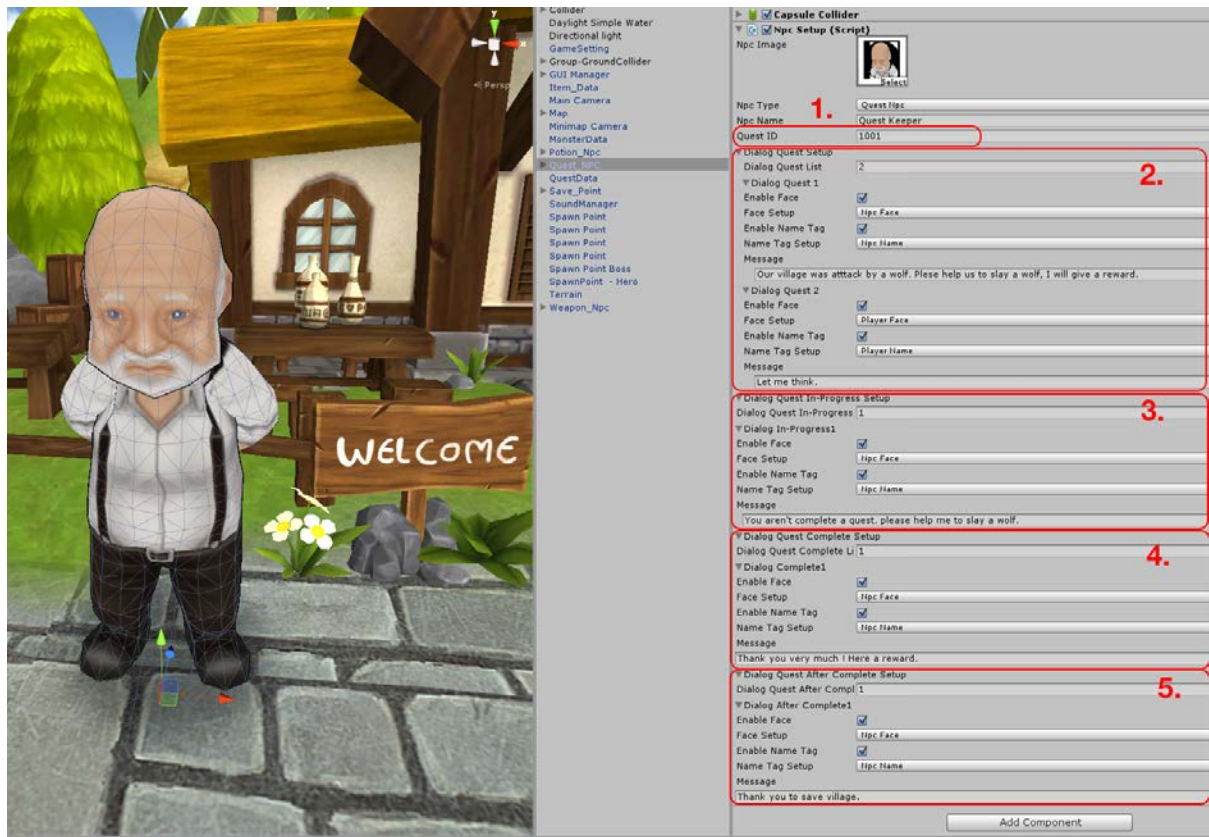 y
x
Persp
WELCOME
Collider
Daylight Simple Water
Directional light
GameSetting
Group-GroundCollider
GUI Manager
Item_Data
Main Camera
Map
Minimap Camera
MonsterData
Potion_Npc
Quest_NPC
QuestData
Save_Point
SoundManager
Spawn Point
Spawn Point
Spawn Point
Spawn Point
Spawn Point Boss
SpawnPoint - Hero
Terrain
Weapon_Npc
Capsule Collider
Npc Setup (Script)
Npc Image
Select
Npc Type Quest Npc
1.
Npc Name Quest Keeper
Quest ID 1001
Dialog Quest Setup
2.
Dialog Quest List 2
Dialog Quest 1
Enable Face
Face Setup Npc Face
Enable Name Tag
Name Tag Setup Npc Name
Message
Our village was atttack by a wolf. Plese help us to slay a wolf, I will give a reward.
Dialog Quest 2
Enable Face
Face Setup Player Face
Enable Name Tag
Name Tag Setup Player Name
Message
Let me think.
Dialog Quest In-Progress Setup
3.
Dialog Quest In-Progress 1
Dialog In-Progress1
Enable Face
Face Setup Npc Face
Enable Name Tag
Name Tag Setup Npc Name
Message
You aren't complete a quest. please help me to slay a wolf.
Dialog Quest Complete Setup
4.
Dialog Quest Complete Li 1
Dialog Complete1
Enable Face
Face Setup Npc Face
Enable Name Tag
Name Tag Setup Npc Name
Message
Thank you very much ! Here a reward.
Dialog Quest After Complete Setup
5.
Dialog Quest After Compl 1
Dialog After Complete1
Enable Face
Face Setup Npc Face
Enable Name Tag
Name Tag Setup Npc Name
Message
Thank you to save village.
Add Component